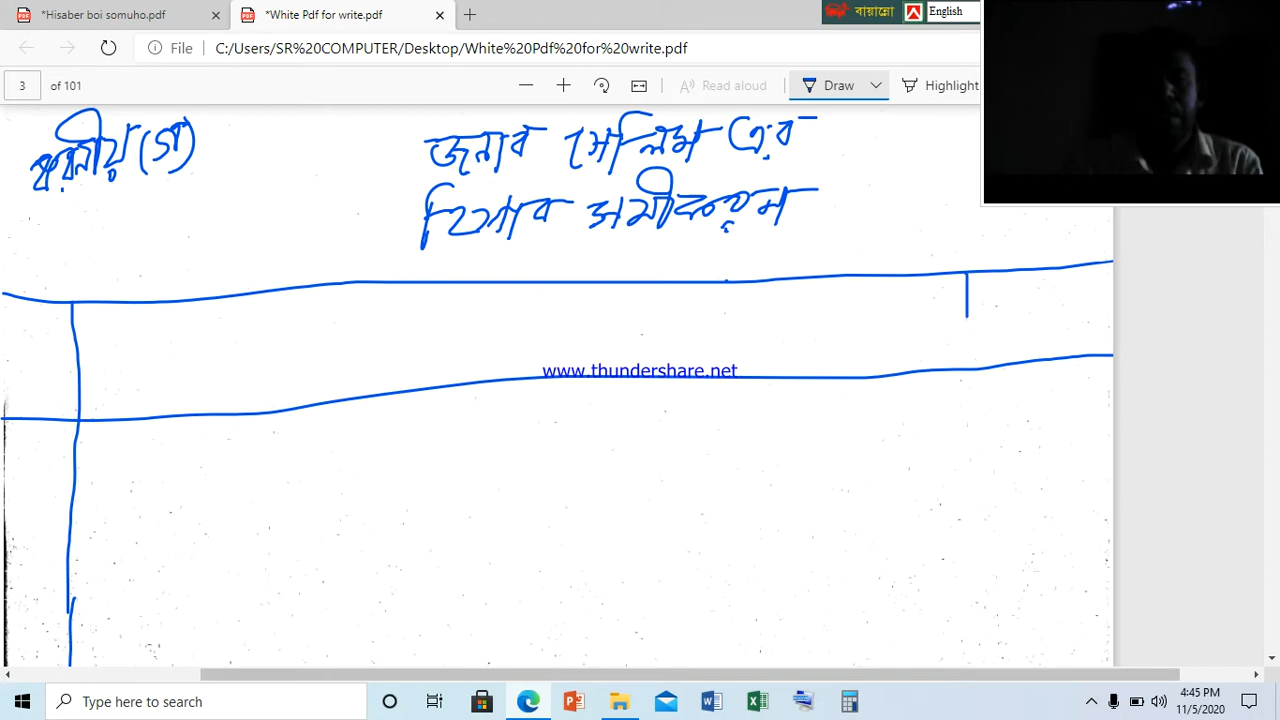 *Hisaber boi somad.pdf
*White Pdf for write.pdf
বায়ান্নো English
File C:/Users/SR%20COMPUTER/Desktop/White%20Pdf%20for%20write.pdf
3 of 101 Read aloud Draw Highlight
করণীয় (গ)
জনাব সেলিম এর
হিসাব সমীকরণ
www.thundershare.net
Type here to search
4:45 PM
11/5/2020